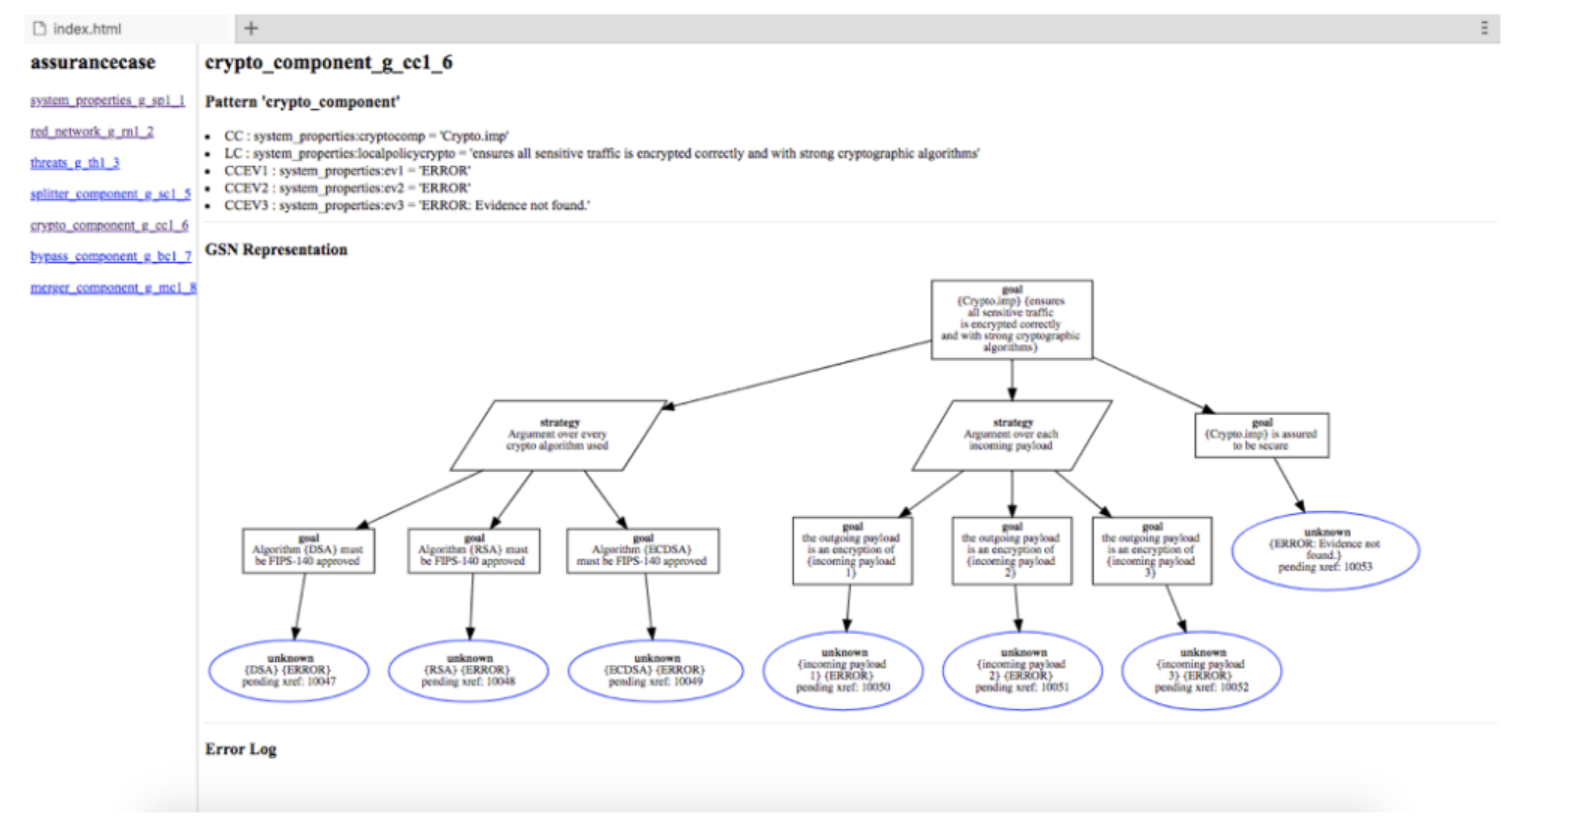 index.html
+
assurancecase
system_properties_g_sp1_1
red_network_g_rn1_2
threats_g_th1_3
splitter_component_g_sc1_5
crypto_component_g_cc1_6
bypass_component_g_bc1_7
merger_component_g_mc1_8
crypto_component_g_cc1_6
Pattern 'crypto_component'
• CC : system_properties:cryptocomp = 'Crypto.imp'
• LC : system_properties:localpolicycrypto = 'ensures all sensitive traffic is encrypted correctly and with strong cryptographic algorithms'
• CCEV1 : system_properties:ev1 = 'ERROR'
• CCEV2 : system_properties:ev2 = 'ERROR'
• CCEV3 : system_properties:ev3 = 'ERROR: Evidence not found.'
GSN Representation
goal
{Crypto.imp} {ensures
all sensitive traffic
is encrypted correctly
and with strong cryptographic
algorithms}
strategy
Argument over every
crypto algorithm used
strategy
Argument over each
incoming payload
goal
{Crypto.imp} is assured
to be secure
goal
Algorithm {DSA} must
be FIPS-140 approved
goal
Algorithm {RSA} must
be FIPS-140 approved
goal
Algorithm {ECDSA}
must be FIPS-140 approved
goal
the outgoing payload
is an encryption of
{incoming payload
1}
goal
the outgoing payload
is an encryption of
{incoming payload
2}
goal
the outgoing payload
is an encryption of
{incoming payload
3}
unknown
{ERROR: Evidence not
found.}
pending xref: 10053
unknown
{DSA} {ERROR}
pending xref: 10047
unknown
{RSA} {ERROR}
pending xref: 10048
unknown
{ECDSA} {ERROR}
pending xref: 10049
unknown
{incoming payload
1} {ERROR}
pending xref: 10050
unknown
{incoming payload
2} {ERROR}
pending xref: 10051
unknown
{incoming payload
3} {ERROR}
pending xref: 10052
Error Log